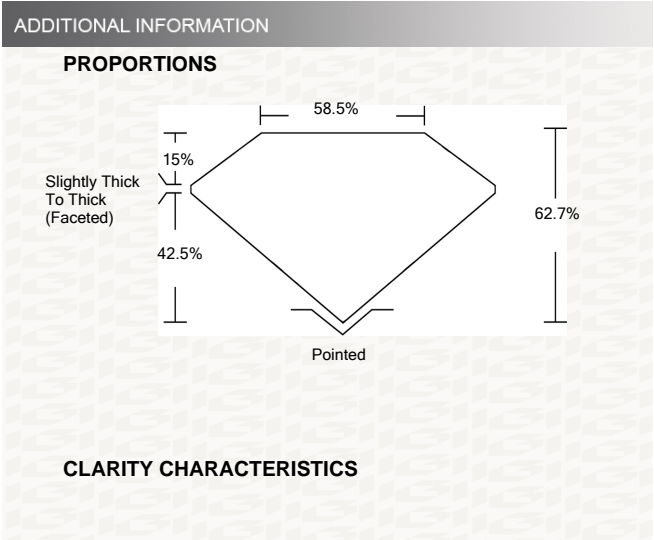 ADDITIONAL INFORMATION
PROPORTIONS
58.5%
15%
Slightly Thick
To Thick
(Faceted)
62.7%
42.5%
Pointed
CLARITY CHARACTERISTICS